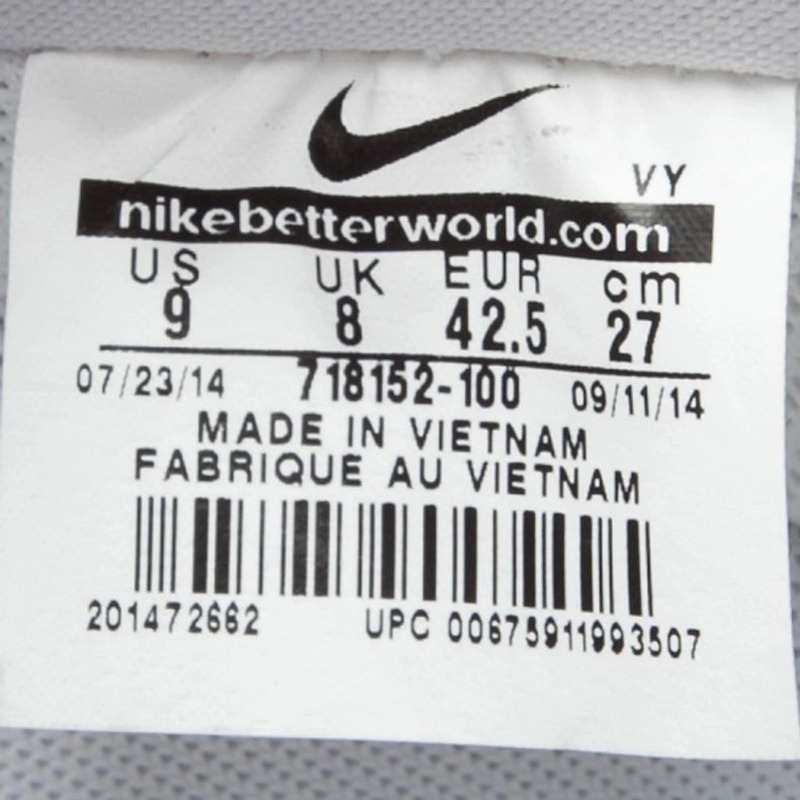 VY
nikebetterworld.com
US UK EUR cm
9 8 42.5 27
07/23/14 718152-100 09/11/14
MADE IN VIETNAM
FABRIQUE AU VIETNAM
201472662 UPC 00675911993507